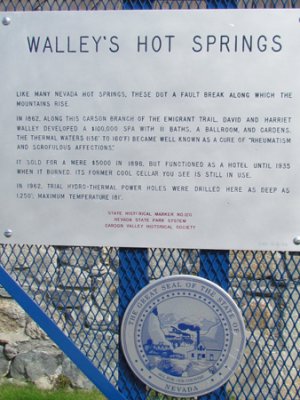 WALLEY'S HOT SPRINGS
LIKE MANY NEVADA HOT SPRINGS, THESE DOT A FAULT BREAK ALONG WHICH THE
MOUNTAINS RISE.
IN 1862, ALONG THIS CARSON BRANCH OF THE EMIGRANT TRAIL, DAVID AND HARRIET
WALLEY DEVELOPED A $100,000 SPA WITH 11 BATHS, A BALLROOM, AND GARDENS.
THE THERMAL WATERS (136° TO 160°F) BECAME WELL KNOWN AS A CURE OF "RHEUMATISM
AND SCROFULOUS AFFECTIONS."
IT SOLD FOR A MERE $5000 IN 1896, BUT FUNCTIONED AS A HOTEL UNTIL 1935
WHEN IT BURNED. ITS FORMER COOL CELLAR YOU SEE IS STILL IN USE.
IN 1962, TRIAL HYDRO-THERMAL POWER HOLES WERE DRILLED HERE AS DEEP AS
1,250'; MAXIMUM TEMPERATURE 181°.
STATE HISTORICAL MARKER NO. 120
NEVADA STATE PARK SYSTEM
CARSON VALLEY HISTORICAL SOCIETY
THE GREAT SEAL OF THE STATE OF
NEVADA